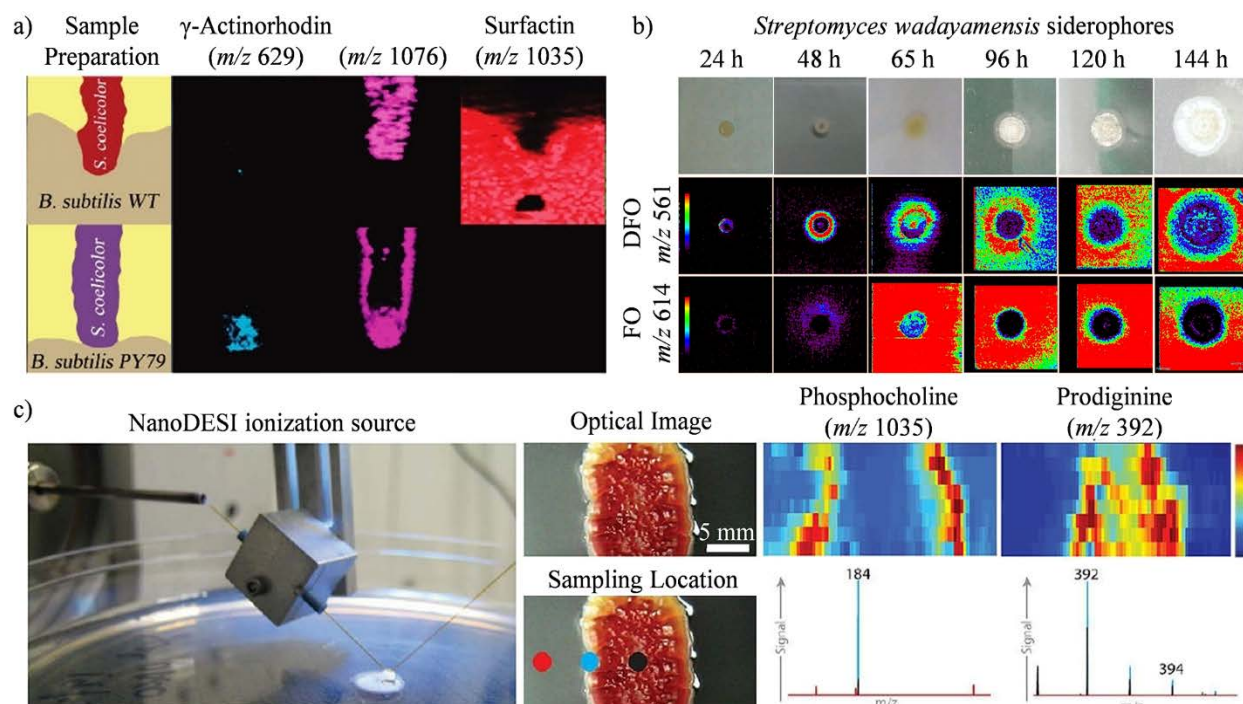 a)
Sample
Preparation
γ-Actinorhodin
(m/z 629)
(m/z 1076)
Surfactin
(m/z 1035)
S. coelicolor
B. subtilis WT
S. coelicolor
B. subtilis PY79
b)
Streptomyces wadayamensis siderophores
24 h
48 h
65 h
96 h
120 h
144 h
DFO
m/z 561
FO
m/z 614
c)
NanoDESI ionization source
Optical Image
5 mm
Sampling Location
Phosphocholine
(m/z 1035)
Prodiginine
(m/z 392)
184
Signal
m/z
392
394
Signal